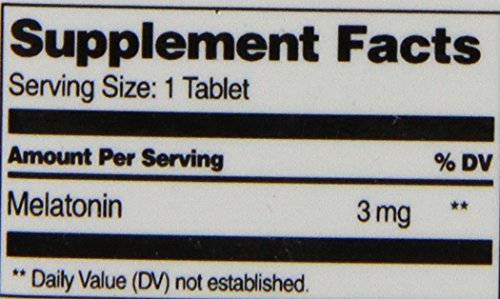 Supplement Facts
Serving Size: 1 Tablet
Amount Per Serving % DV
Melatonin 3 mg **
** Daily Value (DV) not established.